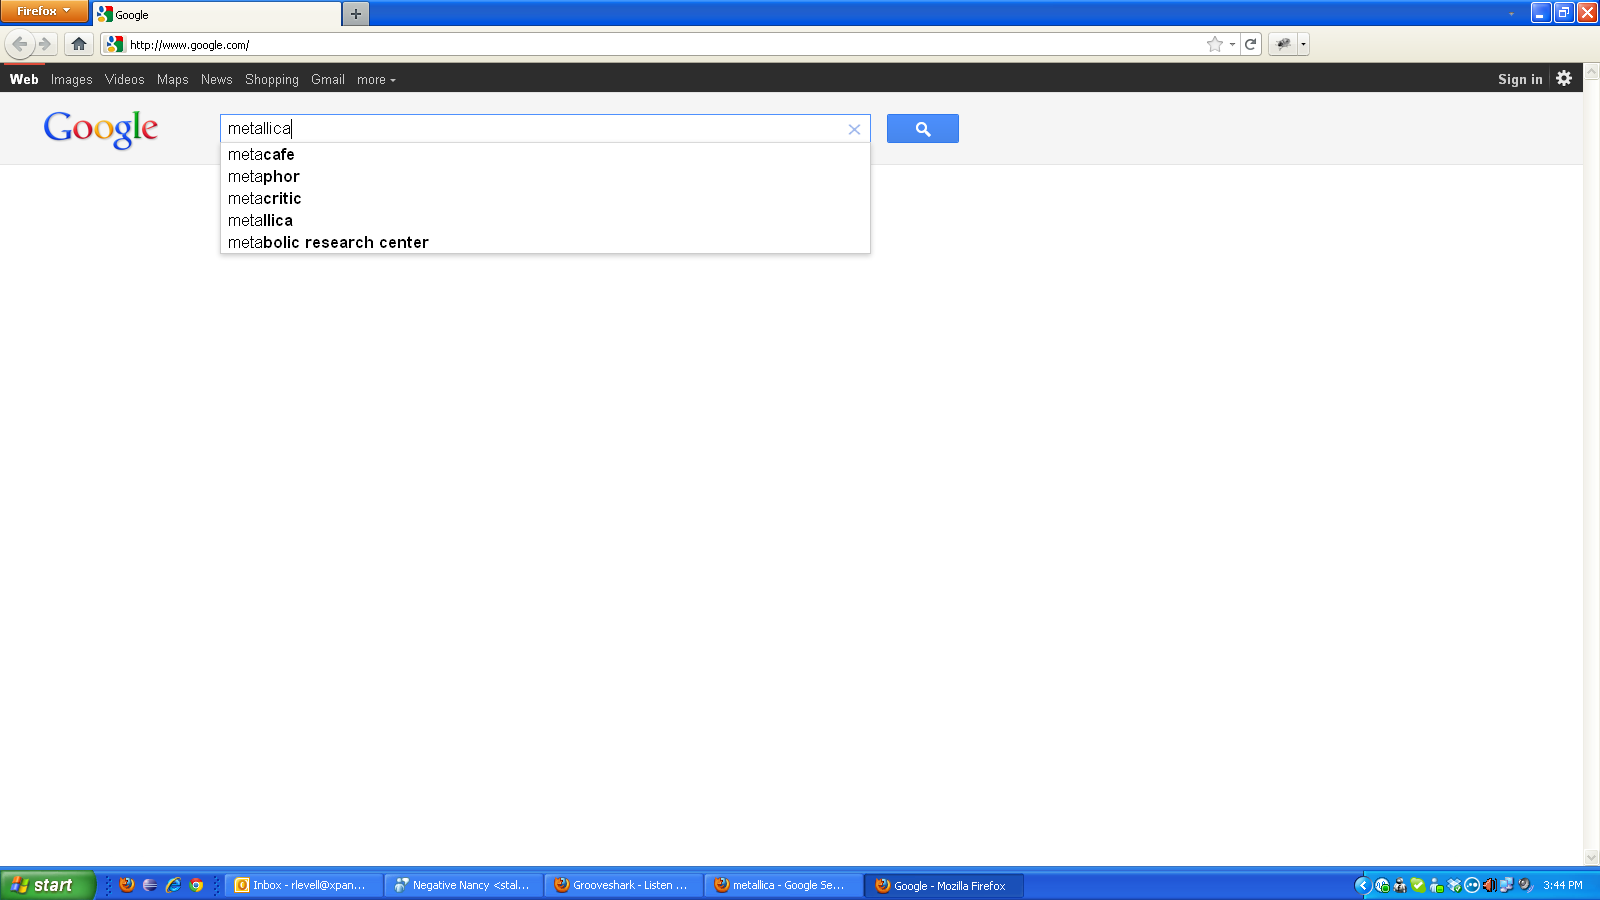 Firefox
Google
http://www.google.com/
Web Images Videos Maps News Shopping Gmail more
Sign in
Google
metallica
metacafe
metaphor
metacritic
metallica
metabolic research center
start
Inbox - rlevell@xpan...
Negative Nancy <stal...
Grooveshark - Listen ...
metallica - Google Se...
Google - Mozilla Firefox
3:44 PM